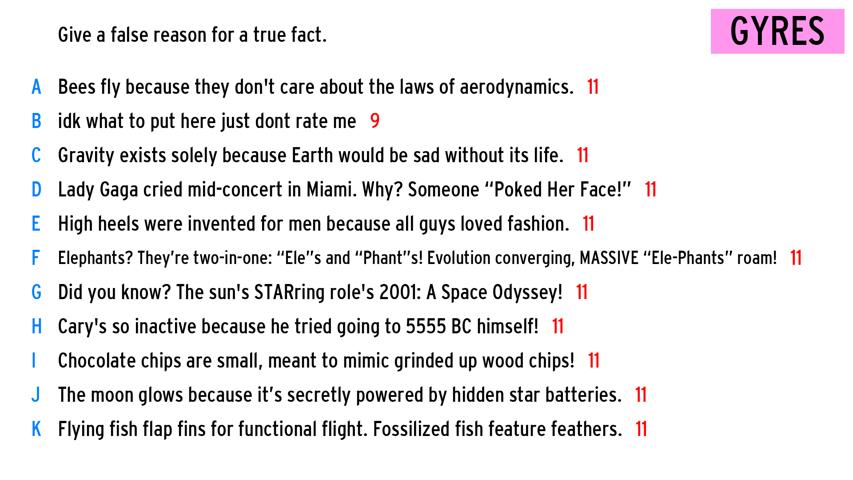 Give a false reason for a true fact.
GYRES
A Bees fly because they don't care about the laws of aerodynamics. 11
B idk what to put here just dont rate me 9
C Gravity exists solely because Earth would be sad without its life. 11
D Lady Gaga cried mid-concert in Miami. Why? Someone “Poked Her Face!” 11
E High heels were invented for men because all guys loved fashion. 11
F Elephants? They’re two-in-one: “Ele”s and “Phant”s! Evolution converging, MASSIVE “Ele-Phants” roam! 11
G Did you know? The sun's STARring role's 2001: A Space Odyssey! 11
H Cary's so inactive because he tried going to 5555 BC himself! 11
I Chocolate chips are small, meant to mimic grinded up wood chips! 11
J The moon glows because it’s secretly powered by hidden star batteries. 11
K Flying fish flap fins for functional flight. Fossilized fish feature feathers. 11